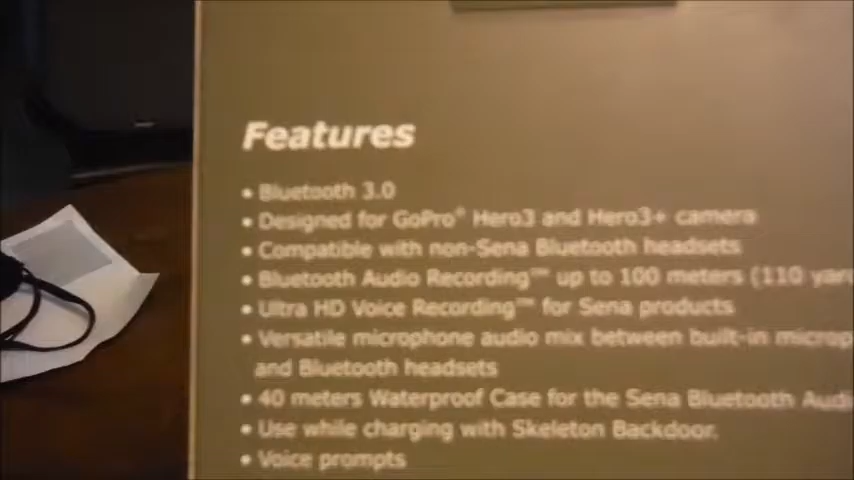 Features
• Bluetooth 3.0
• Designed for GoPro® Hero3 and Hero3+ camera
• Compatible with non-Sena Bluetooth headsets
• Bluetooth Audio Recording™ up to 100 meters (110 yar
• Ultra HD Voice Recording™ for Sena products
• Versatile microphone audio mix between built-in microp
and Bluetooth headsets
• 40 meters Waterproof Case for the Sena Bluetooth Audi
• Use while charging with Skeleton Backdoor.
• Voice prompts